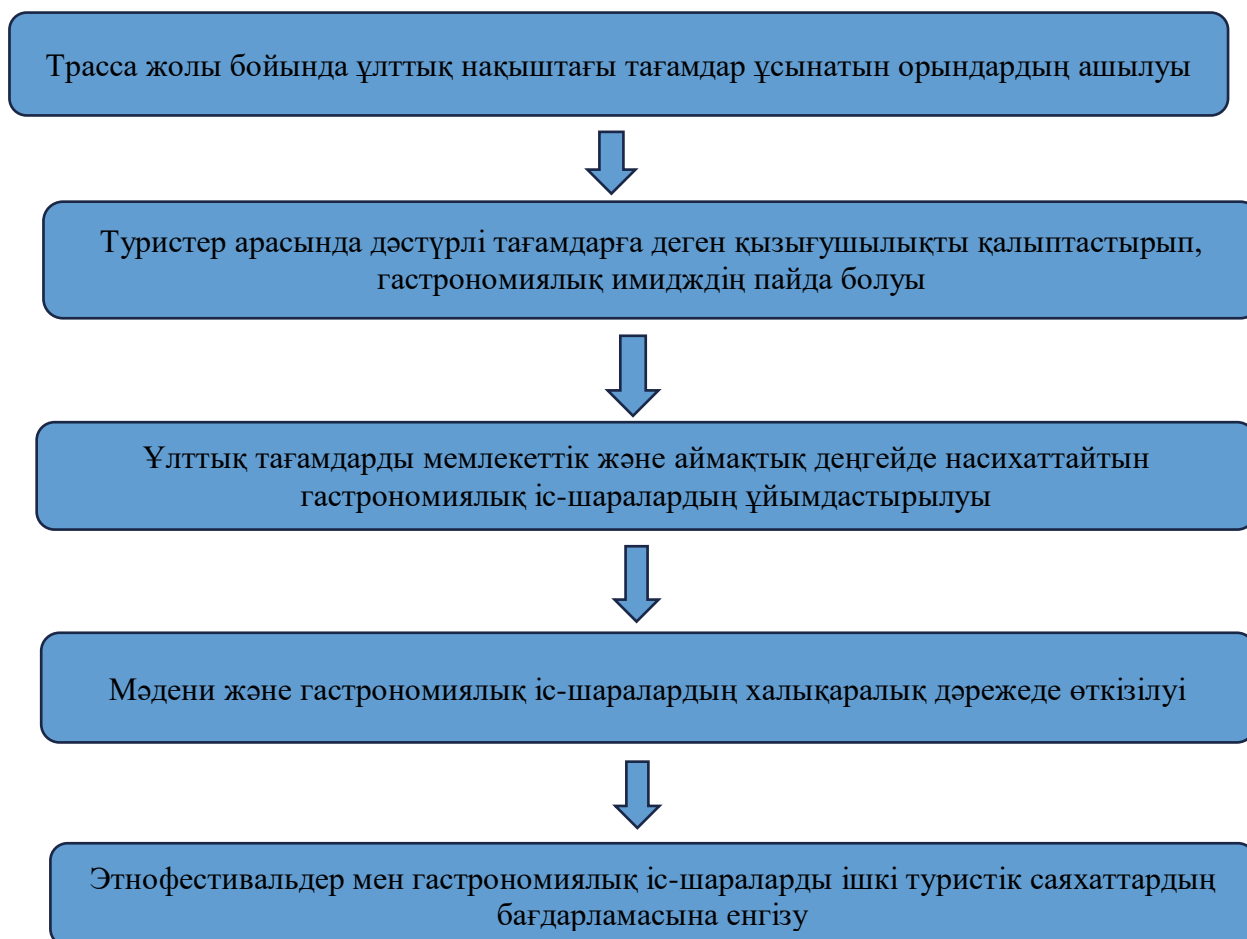 Трасса жолы бойында ұлттық нақыштағы тағамдар ұсынатын орындардың ашылуы
Туристер арасында дәстүрлі тағамдарға деген қызығушылықты қалыптастырып,
гастрономиялық имидждің пайда болуы
Ұлттық тағамдарды мемлекеттік және аймақтық деңгейде насихаттайтын
гастрономиялық іс-шаралардың ұйымдастырылуы
Мәдени және гастрономиялық іс-шаралардың халықаралық дәрежеде өткізілуі
Этнофестивальдер мен гастрономиялық іс-шараларды ішкі туристік саяхаттардың
бағдарламасына енгізу